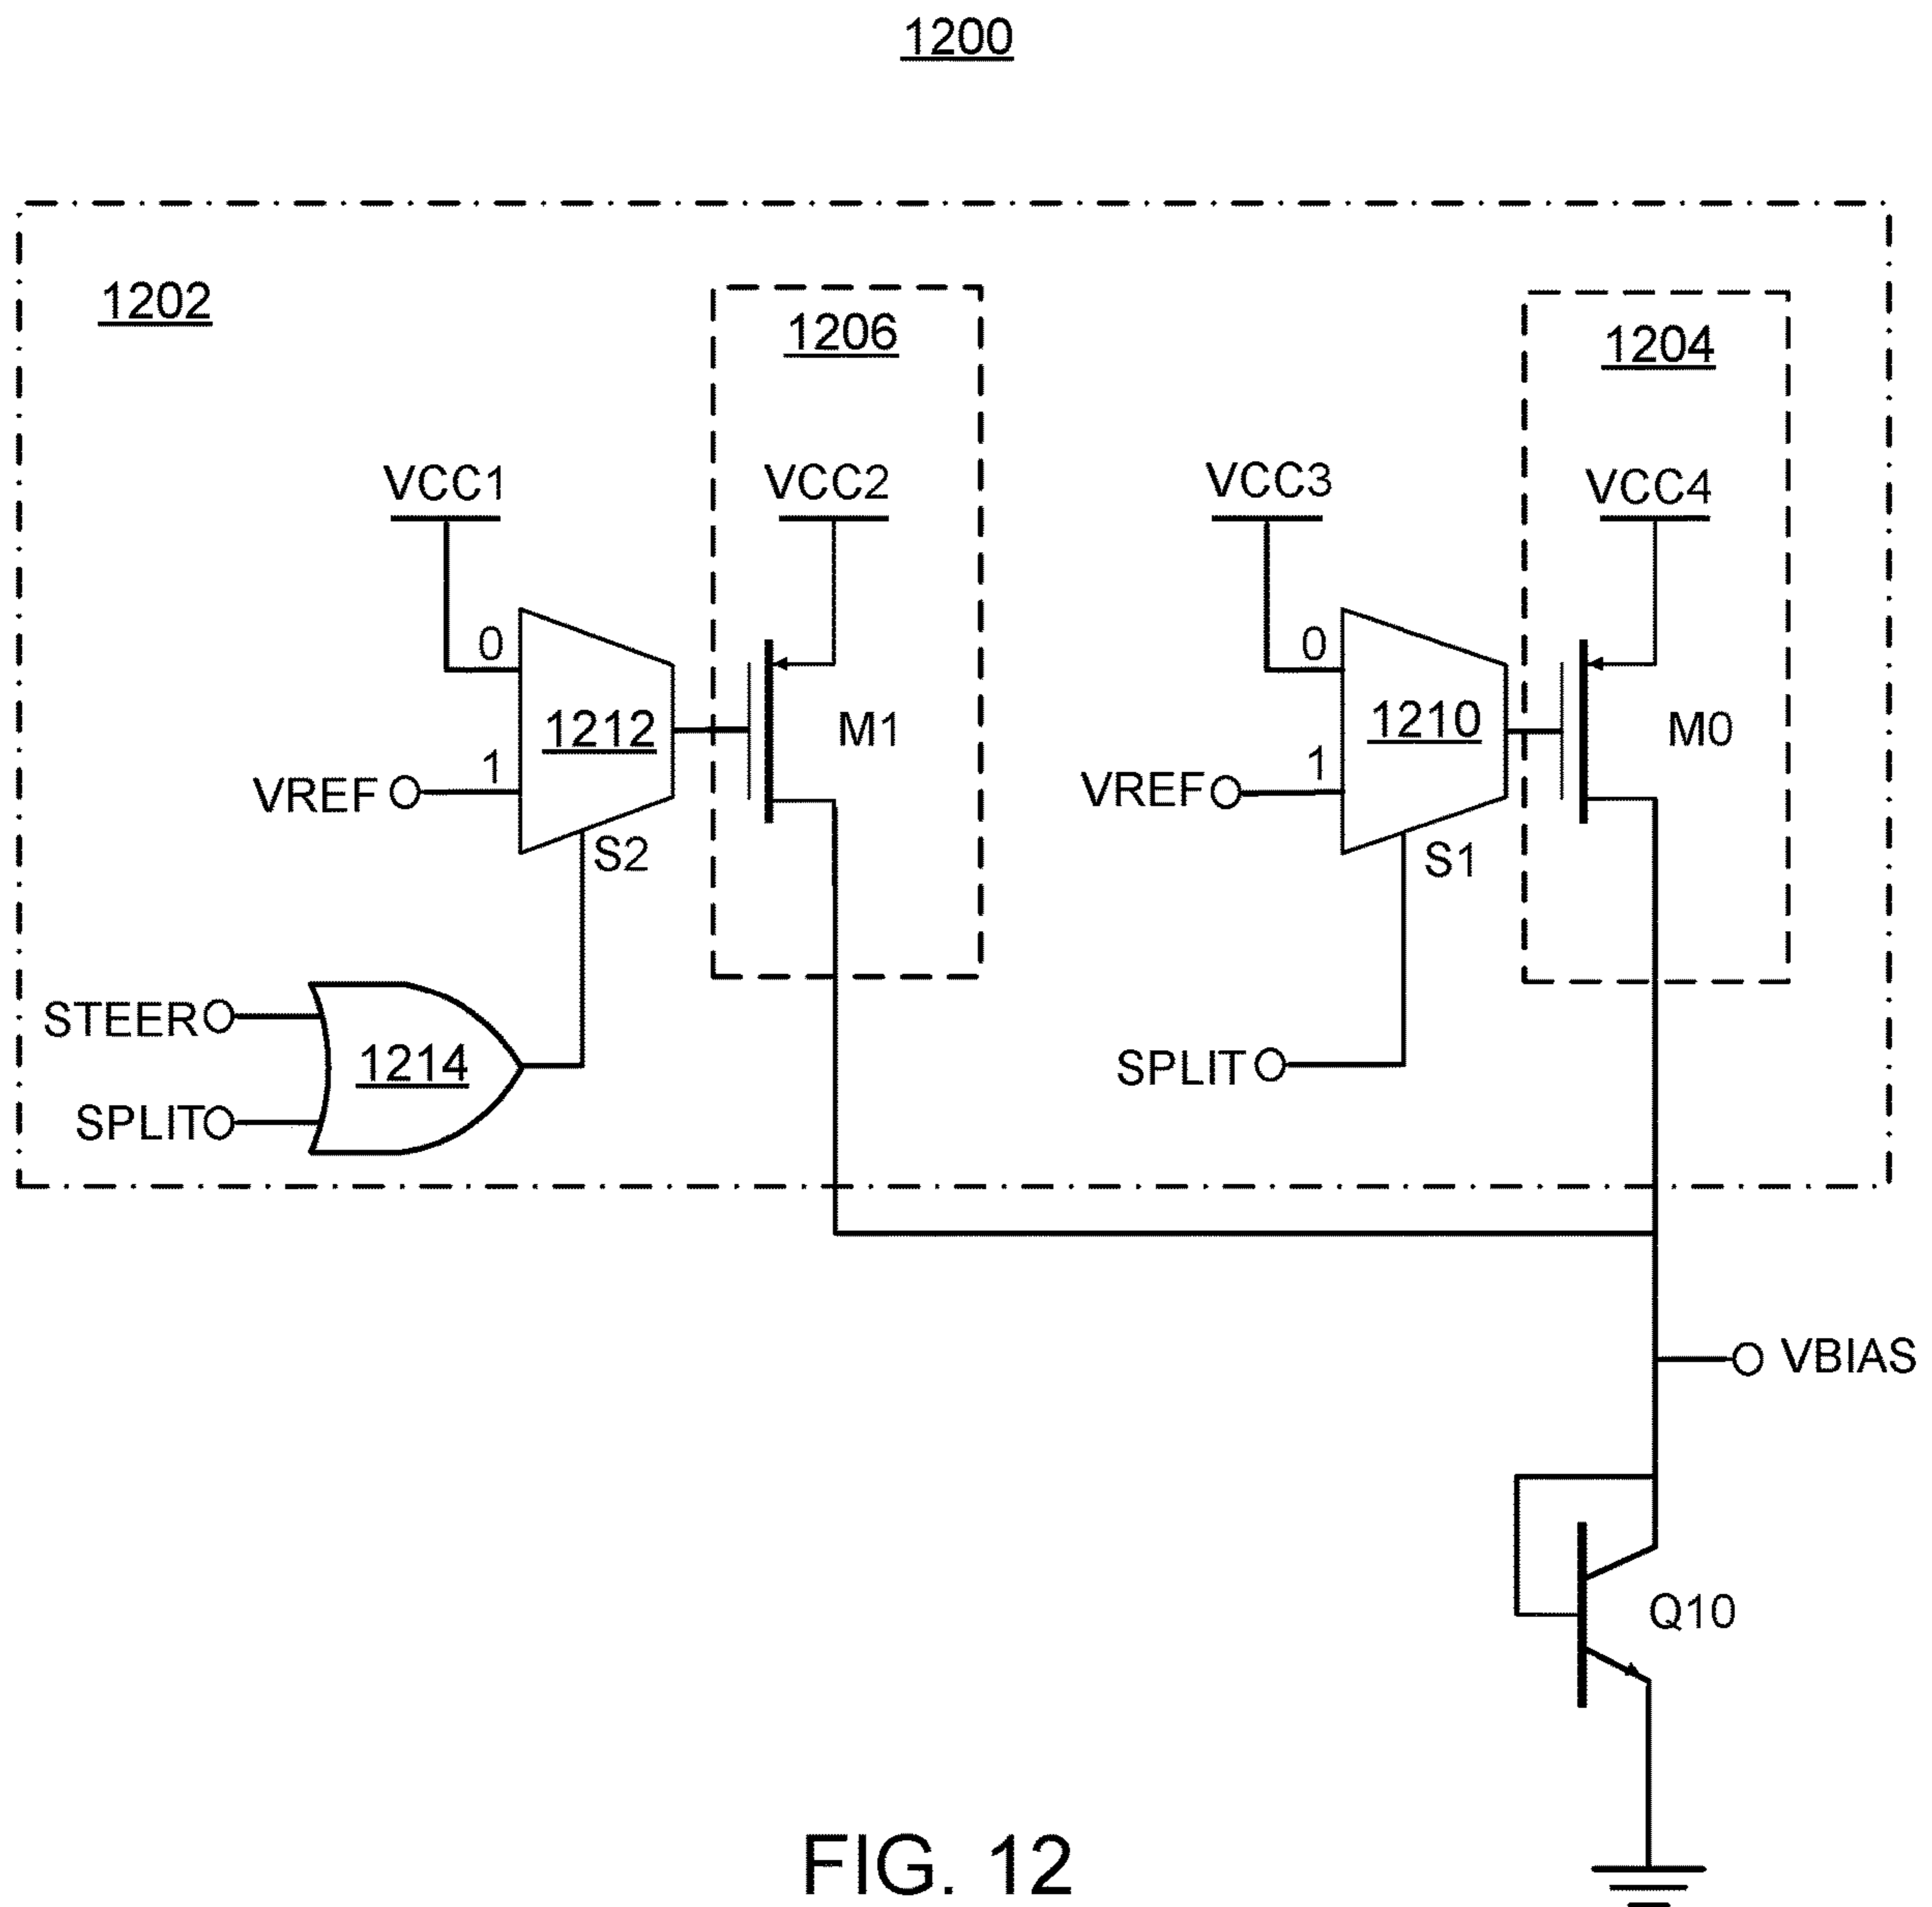 1200
1202
1206
1204
VCC1
VCC2
VCC3
VCC4
0
0
1212
M1
1210
M0
1
VREF
1
VREF
S2
S1
STEER
1214
SPLIT
SPLIT
VBIAS
Q10
FIG. 12